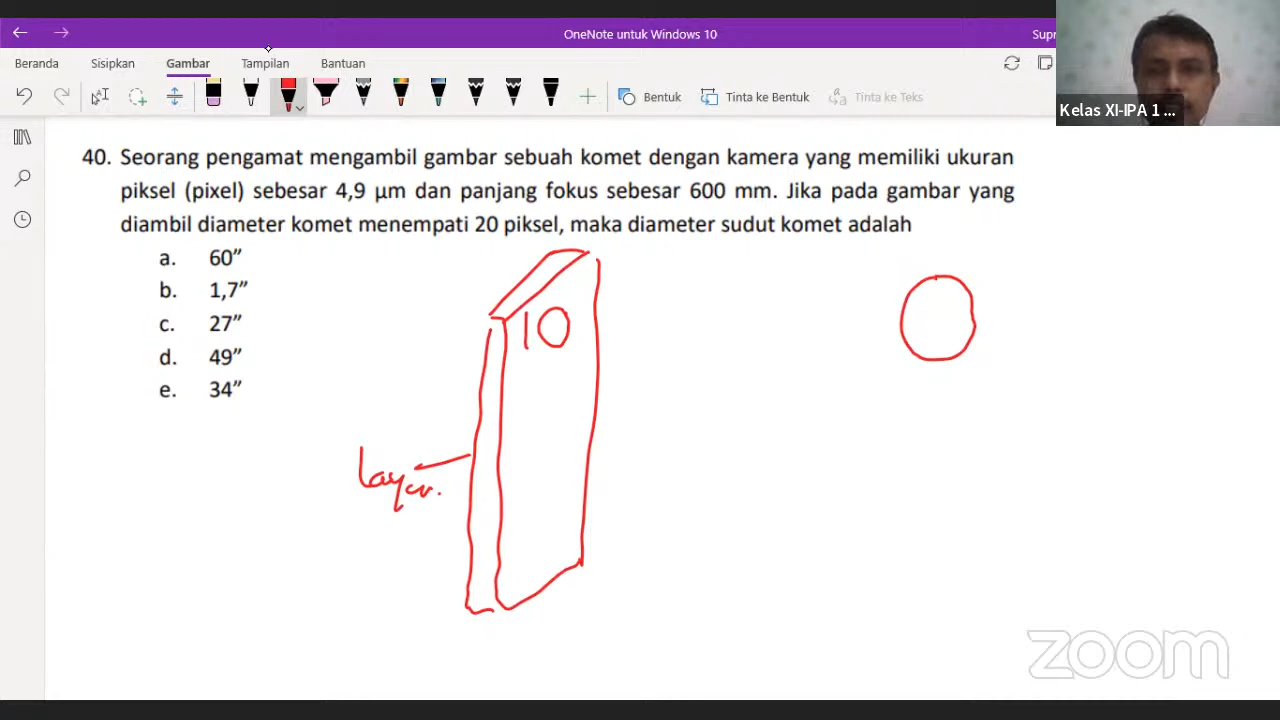 OneNote untuk Windows 10
Supr
Beranda
Sisipkan
Gambar
Tampilan
Bantuan
Bentuk
Tinta ke Bentuk
Tinta ke Teks
Kelas XI-IPA 1 ...
40. Seorang pengamat mengambil gambar sebuah komet dengan kamera yang memiliki ukuran
piksel (pixel) sebesar 4,9 µm dan panjang fokus sebesar 600 mm. Jika pada gambar yang
diambil diameter komet menempati 20 piksel, maka diameter sudut komet adalah
a. 60”
b. 1,7”
c. 27”
d. 49”
e. 34”
10
Layar.
zoom